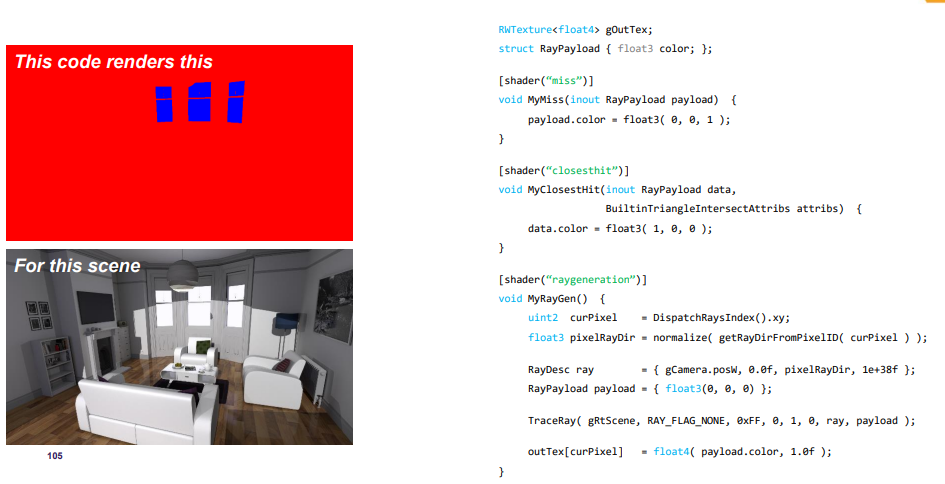 This code renders this
For this scene
105
RWTexture<float4> gOutTex;
struct RayPayload { float3 color; };
[shader(“miss”)]
void MyMiss(inout RayPayload payload) {
payload.color = float3( 0, 0, 1 );
}
[shader(“closesthit”)]
void MyClosestHit(inout RayPayload data,
BuiltinTriangleIntersectAttribs attribs) {
data.color = float3( 1, 0, 0 );
}
[shader(“raygeneration”)]
void MyRayGen() {
uint2 curPixel = DispatchRaysIndex().xy;
float3 pixelRayDir = normalize( getRayDirFromPixelID( curPixel ) );
RayDesc ray = { gCamera.posW, 0.0f, pixelRayDir, 1e+38f };
RayPayload payload = { float3(0, 0, 0) };
TraceRay( gRtScene, RAY_FLAG_NONE, 0xFF, 0, 1, 0, ray, payload );
outTex[curPixel] = float4( payload.color, 1.0f );
}